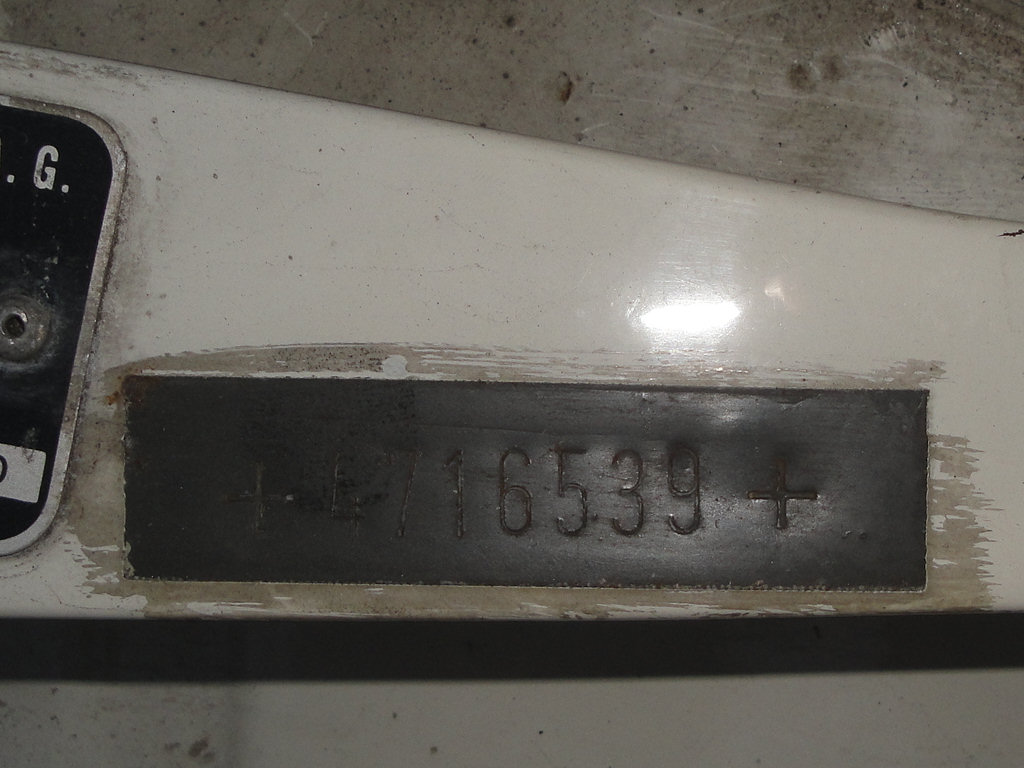 . G.
+ 4716539 +